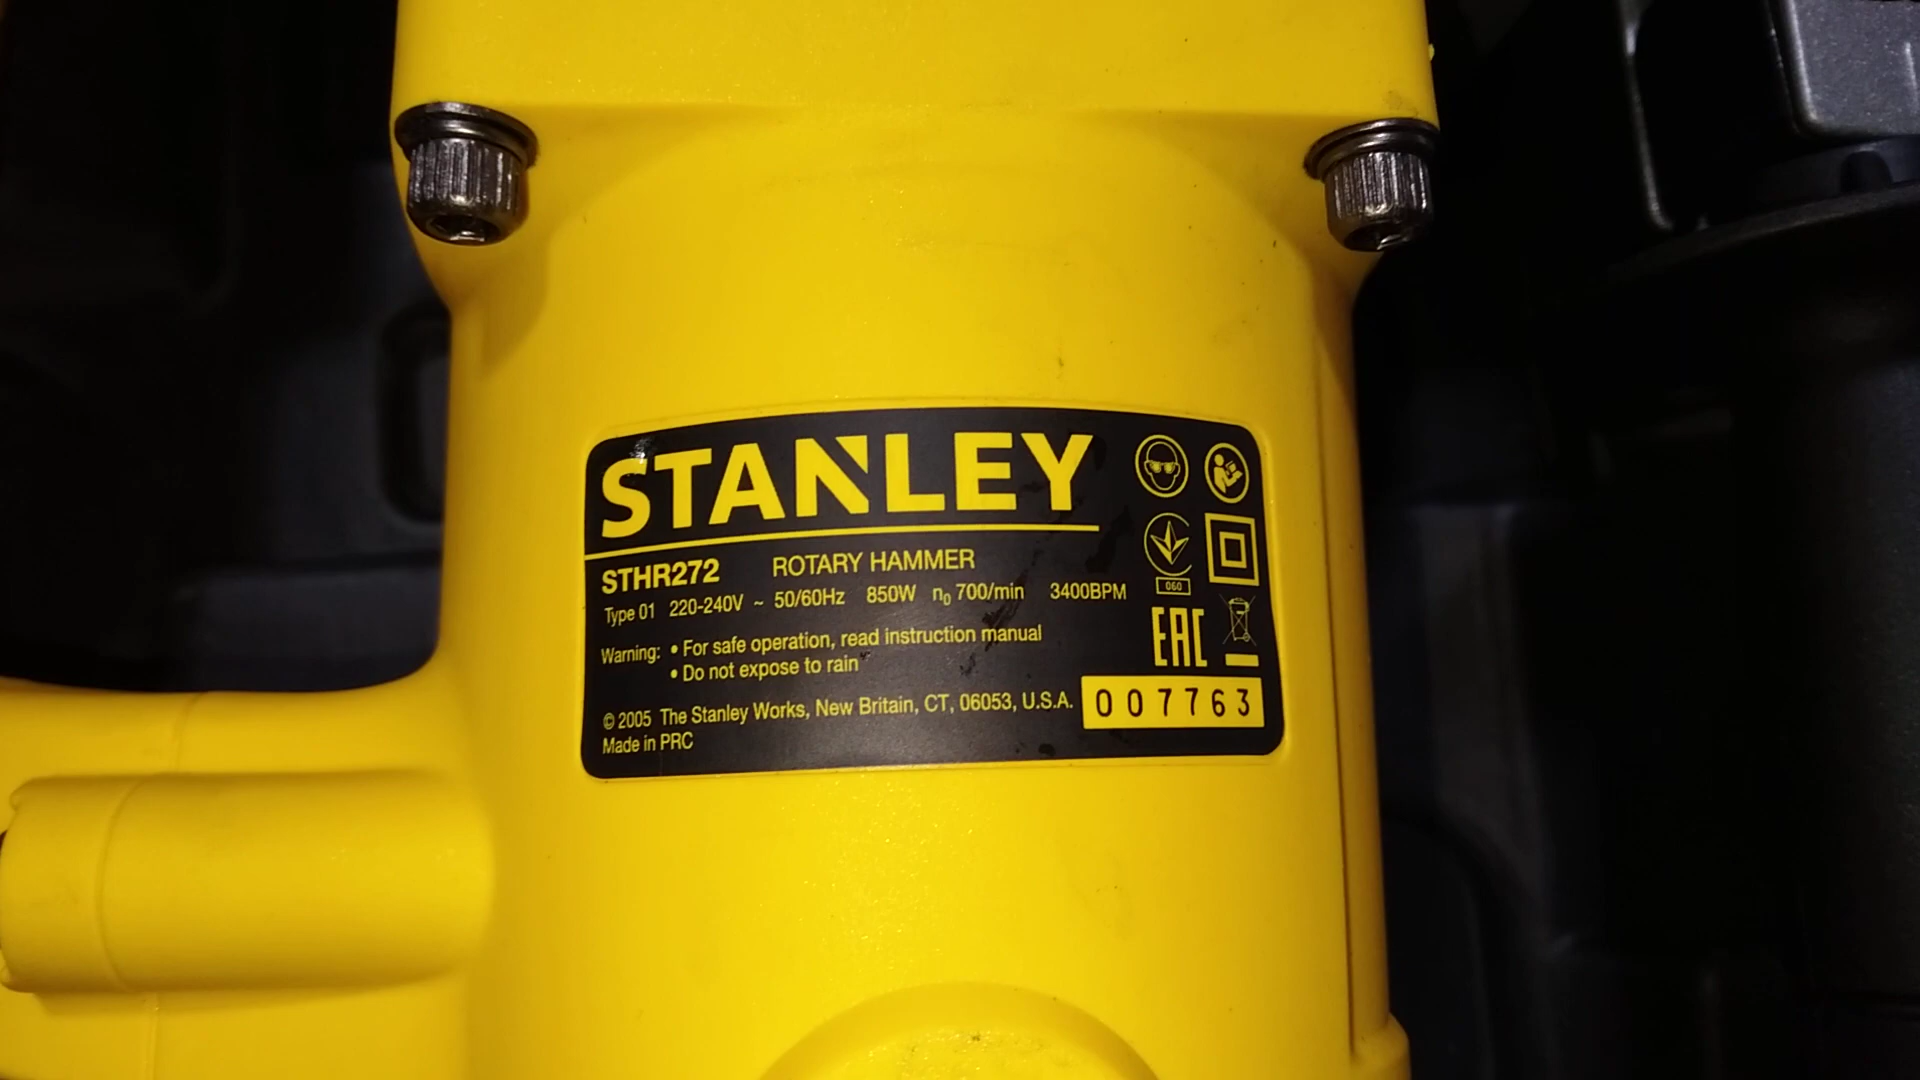 STANLEY
STHR272 ROTARY HAMMER
Type 01 220-240V ~ 50/60Hz 850W n0 700/min 3400BPM
Warning: • For safe operation, read instruction manual
• Do not expose to rain
© 2005 The Stanley Works, New Britain, CT, 06053, U.S.A.
Made in PRC
060
EAC
007763